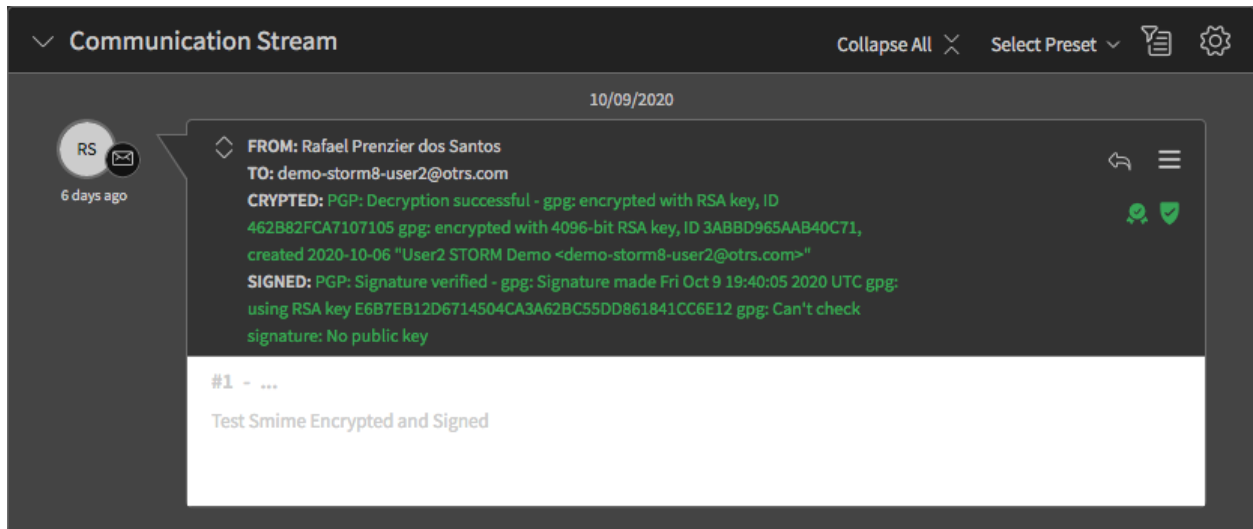 Communication Stream
Collapse All
Select Preset
10/09/2020
RS
6 days ago
FROM: Rafael Prenzier dos Santos
TO: demo-storm8-user2@otrs.com
CRYPTED: PGP: Decryption successful - gpg: encrypted with RSA key, ID
462B82FCA7107105 gpg: encrypted with 4096-bit RSA key, ID 3ABBD965AAB40C71,
created 2020-10-06 "User2 STORM Demo <demo-storm8-user2@otrs.com>"
SIGNED: PGP: Signature verified - gpg: Signature made Fri Oct 9 19:40:05 2020 UTC gpg:
using RSA key E6B7EB12D6714504CA3A62BC55DD861841CC6E12 gpg: Can't check
signature: No public key
#1 - ...
Test Smime Encrypted and Signed